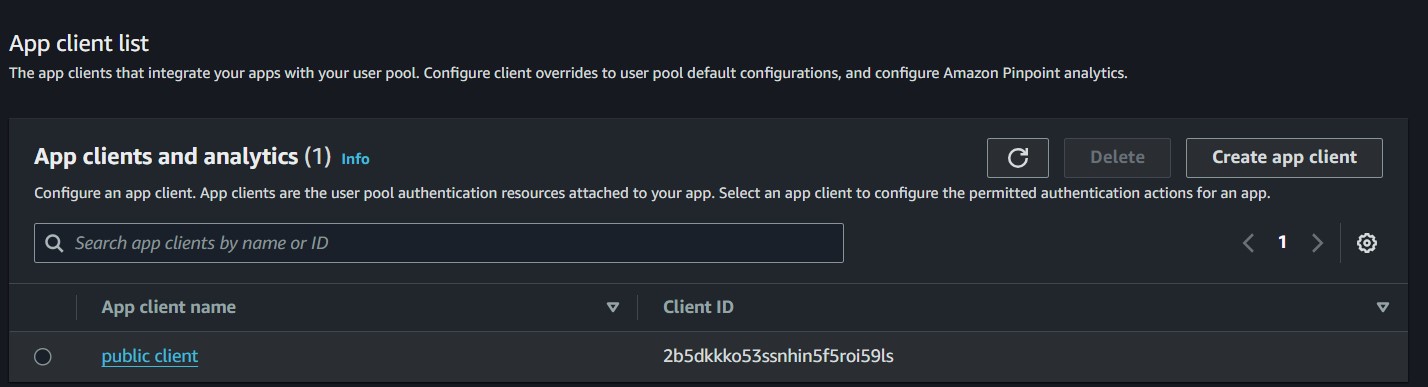 App client list
The app clients that integrate your apps with your user pool. Configure client overrides to user pool default configurations, and configure Amazon Pinpoint analytics.
App clients and analytics (1) Info
Delete
Create app client
Configure an app client. App clients are the user pool authentication resources attached to your app. Select an app client to configure the permitted authentication actions for an app.
Search app clients by name or ID
1
App client name
Client ID
public client
2b5dkkko53ssnhin5f5roi59ls